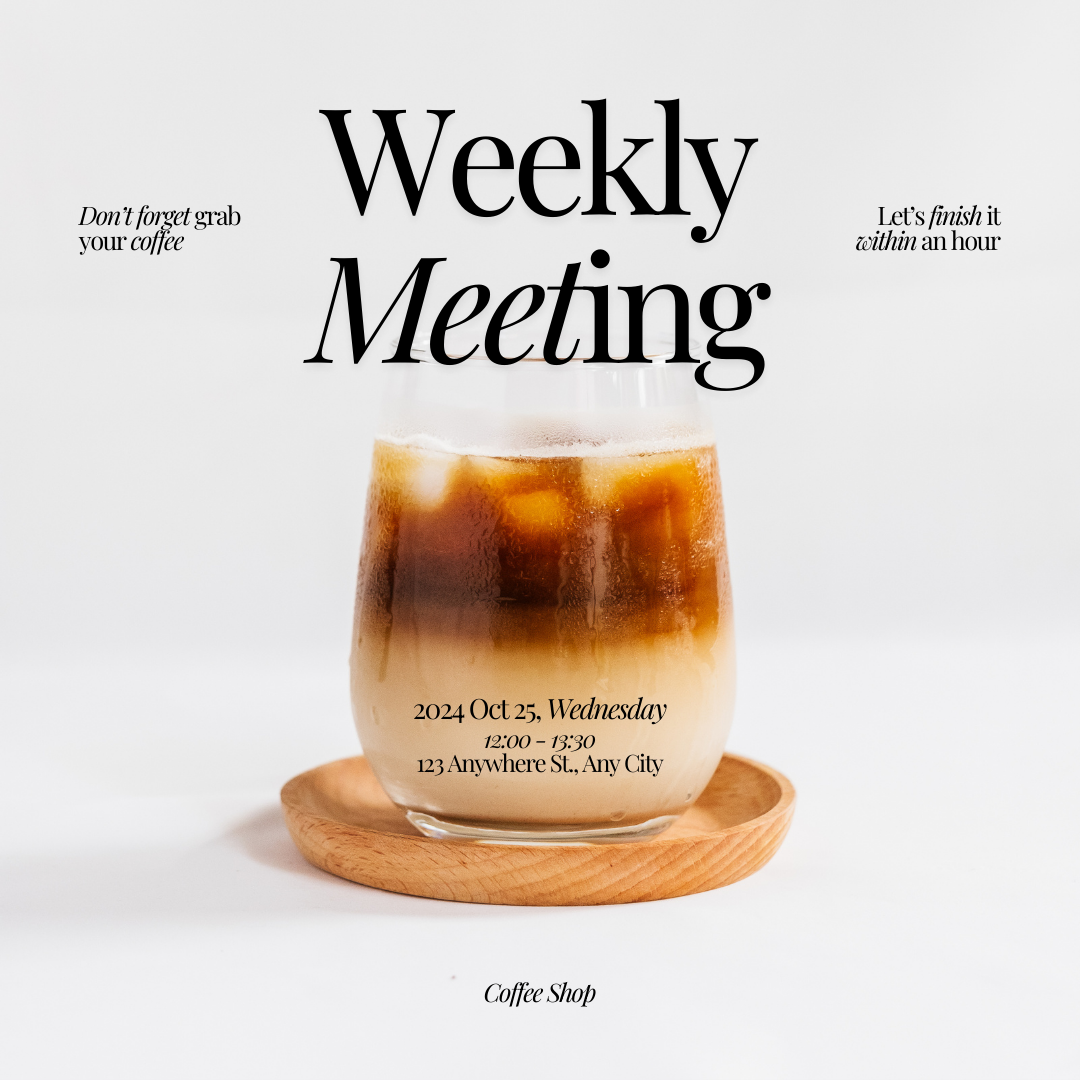 Weekly
Meeting
Don't forget grab
your coffee
Let's finish it
within an hour
2024 Oct 25, Wednesday
12:00 - 13:30
123 Anywhere St., Any City
Coffee Shop